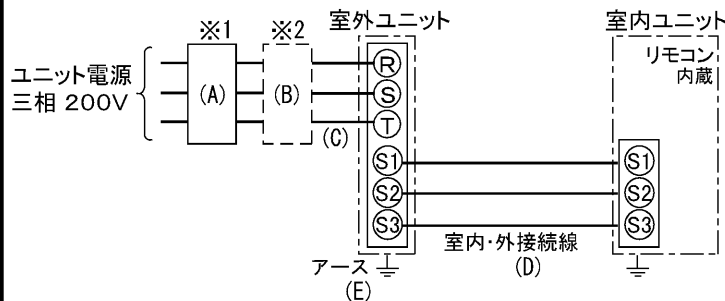 ※1
※2
室外ユニット
室内ユニット
ユニット電源
三相 200V
(A)
(B)
(C)
R
S
T
リモコン
内蔵
S1
S2
S3
S1
S2
S3
室内・外接続線
(D)
アース
(E)